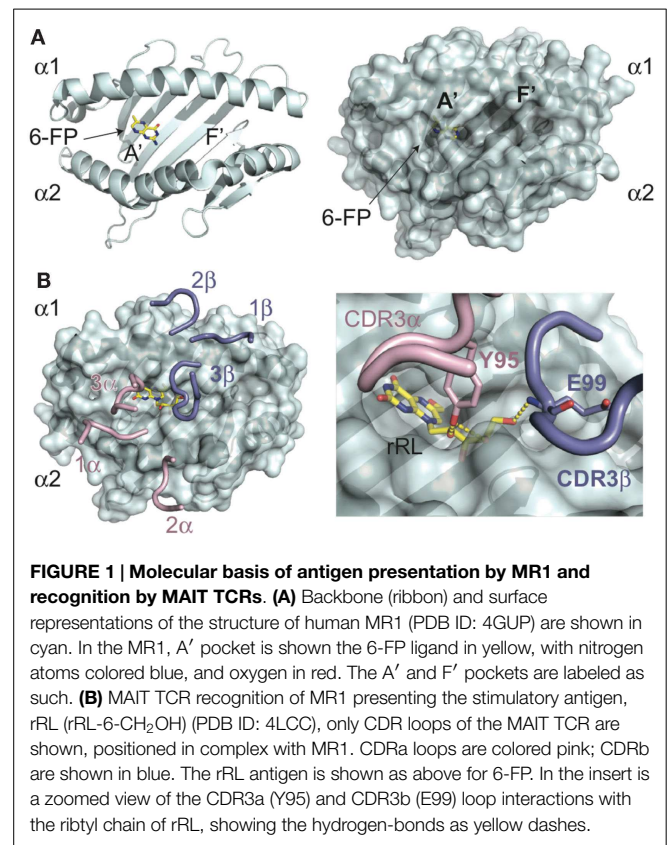 A
α1
6-FP
A'
F'
α2
A'
F'
α1
6-FP
α2
B
α1
2β
1β
3α
3β
1α
α2
2α
CDR3α
Y95
E99
rRL
CDR3β
FIGURE 1 | Molecular basis of antigen presentation by MR1 and
recognition by MAIT TCRs. (A) Backbone (ribbon) and surface
representations of the structure of human MR1 (PDB ID: 4GUP) are shown in
cyan. In the MR1, A′ pocket is shown the 6-FP ligand in yellow, with nitrogen
atoms colored blue, and oxygen in red. The A′ and F′ pockets are labeled as
such. (B) MAIT TCR recognition of MR1 presenting the stimulatory antigen,
rRL (rRL-6-CH₂OH) (PDB ID: 4LCC), only CDR loops of the MAIT TCR are
shown, positioned in complex with MR1. CDRa loops are colored pink; CDRb
are shown in blue. The rRL antigen is shown as above for 6-FP. In the insert is
a zoomed view of the CDR3a (Y95) and CDR3b (E99) loop interactions with
the ribtyl chain of rRL, showing the hydrogen-bonds as yellow dashes.